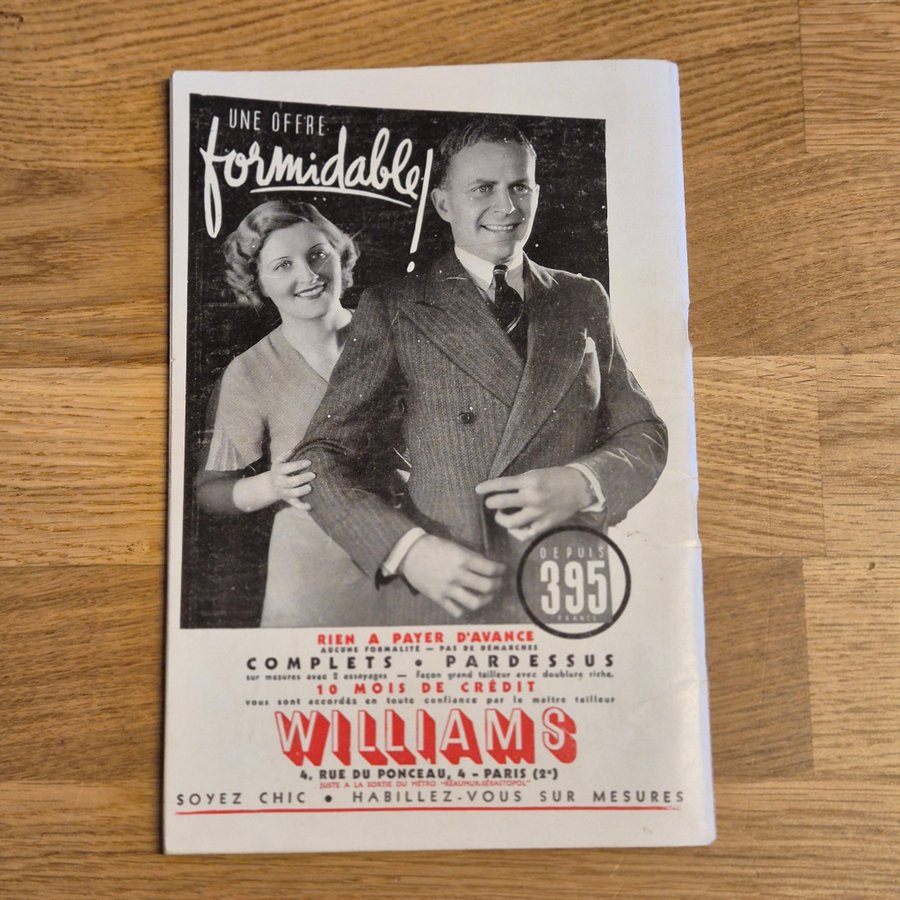 UNE OFFRE
formidable!
DEPUIS
395
FRANCS
RIEN A PAYER D'AVANCE
AUCUNE FORMALITÉ — PAS DE DÉMARCHES
COMPLETS • PARDESSUS
sur mesures avec 2 essayages — Façon grand tailleur avec doublure riche.
10 MOIS DE CRÉDIT
vous sont accordés en toute confiance par le maître tailleur
WILLIAMS
4, RUE DU PONCEAU, 4 - PARIS (2e)
JUSTE A LA SORTIE DU MÉTRO "RÉAUMUR-SÉBASTOPOL"
SOYEZ CHIC • HABILLEZ-VOUS SUR MESURES